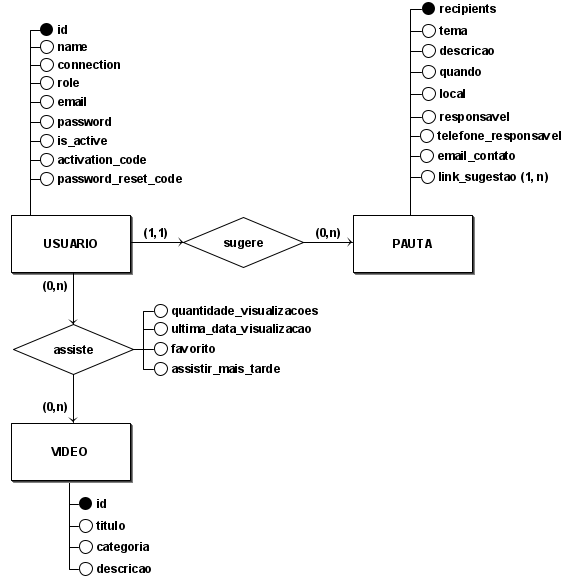 id
name
connection
role
email
password
is_active
activation_code
password_reset_code
recipients
tema
descricao
quando
local
responsavel
telefone_responsavel
email_contato
link_sugestao (1, n)
USUARIO
(1,1)
sugere
(0,n)
PAUTA
(0,n)
assiste
quantidade_visualizacoes
ultima_data_visualizacao
favorito
assistir_mais_tarde
(0,n)
VIDEO
id
titulo
categoria
descricao